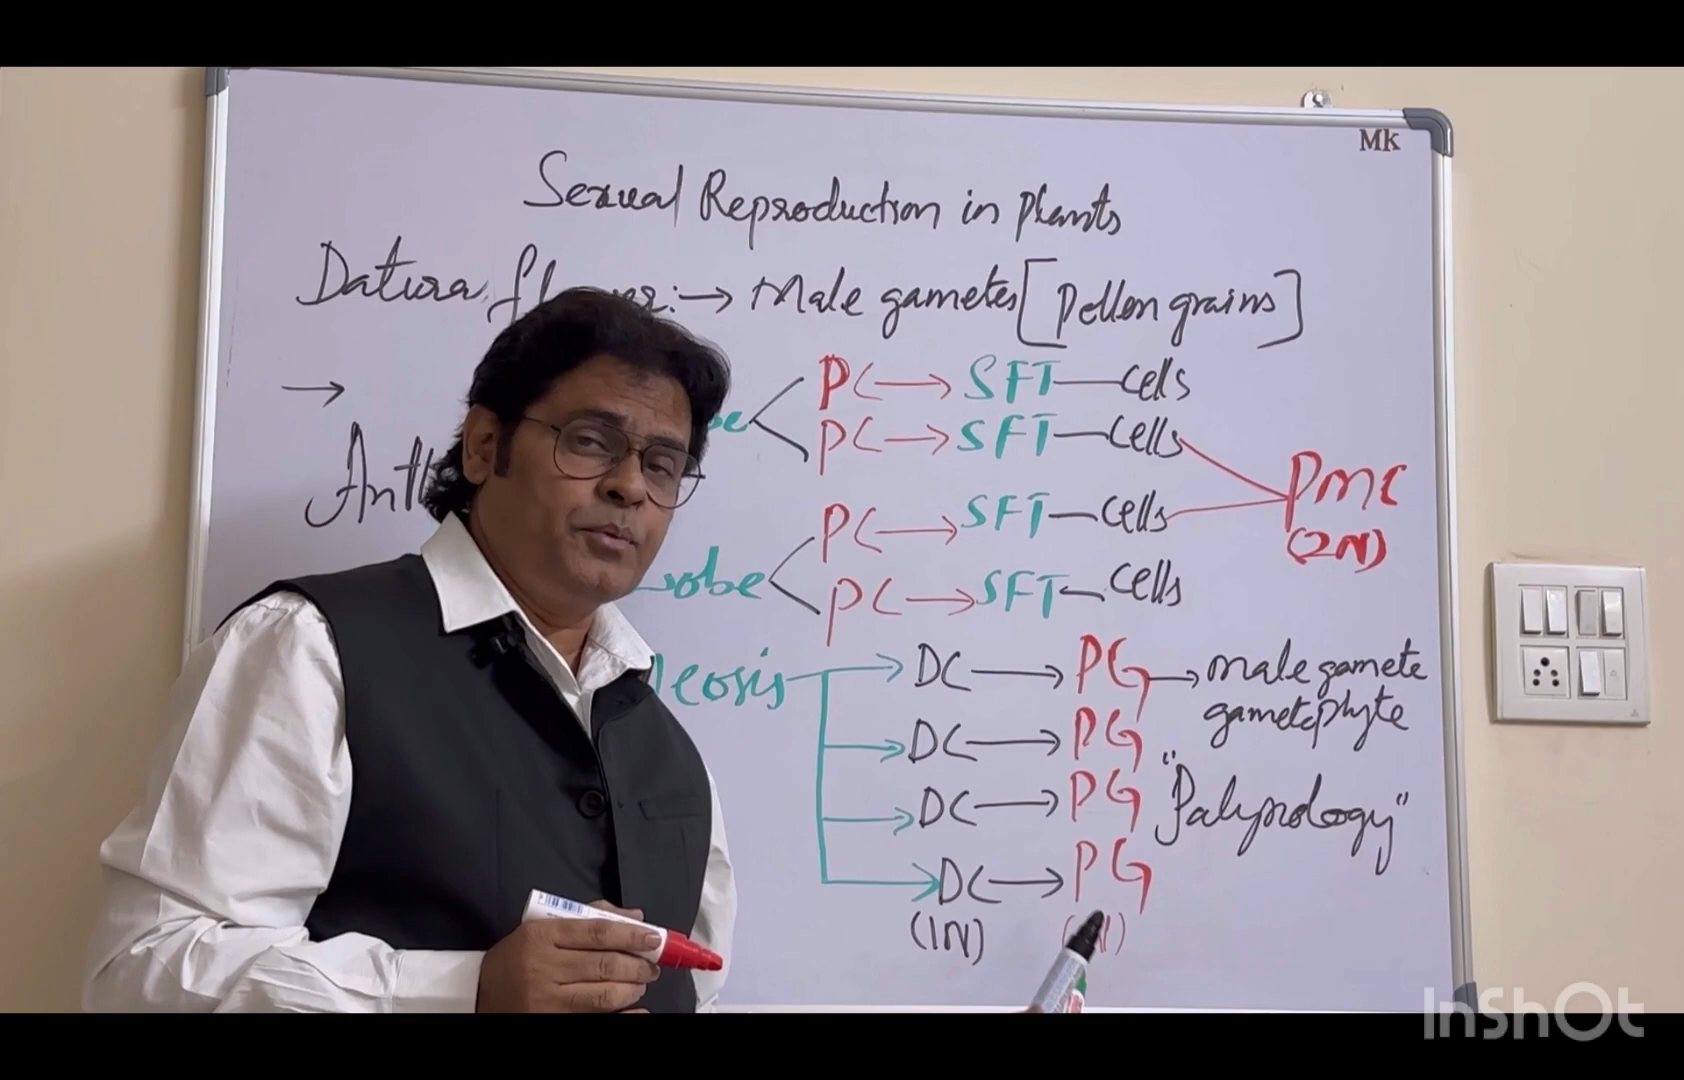 Mk
Sexual Reproduction in plants
Datura → Male gametes [pollen grains]
→
PC → SFT — cells
PC → SFT — cells
PMC
(2N)
PC → SFT — cells
Lobe
PC → SFT — cells
DC → PG → male gamete
gametophyte
DC → PG
DC → PG "Palynology"
DC → PG
(1N)
InShOt